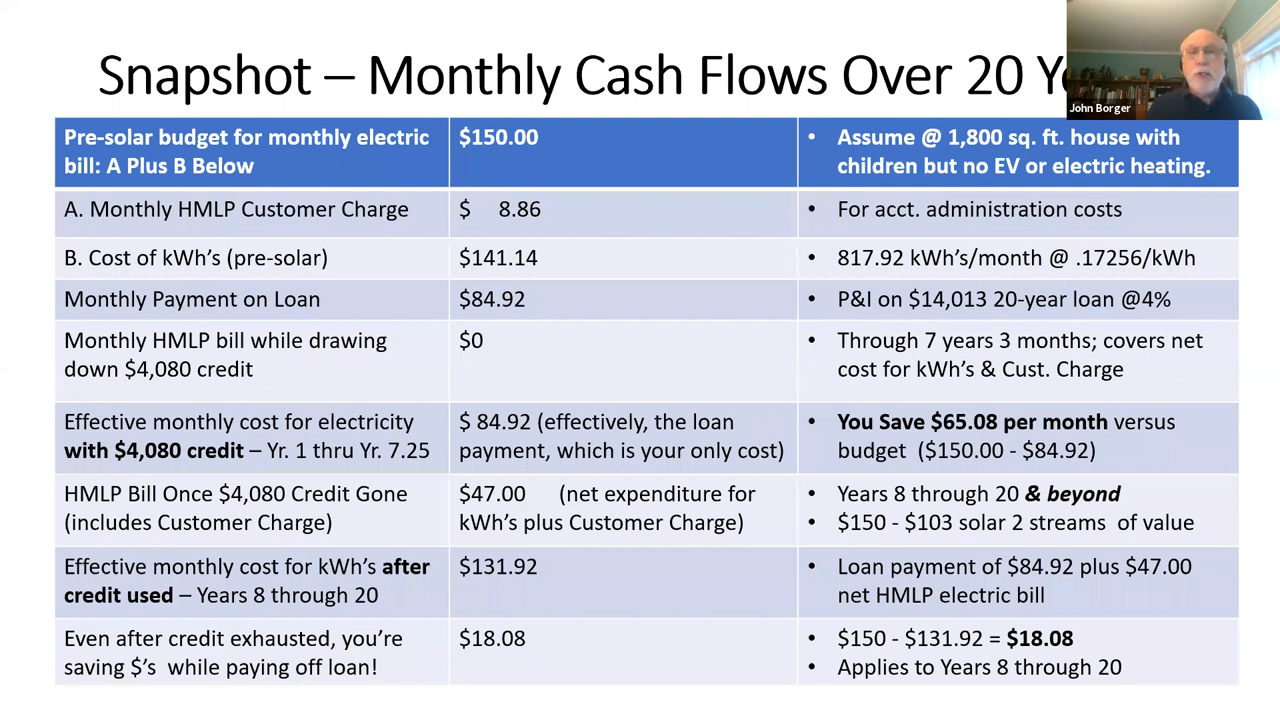 Snapshot – Monthly Cash Flows Over 20
John Borger
Pre-solar budget for monthly electric
bill: A Plus B Below
$150.00
• Assume @ 1,800 sq. ft. house with
children but no EV or electric heating.
A. Monthly HMLP Customer Charge
$ 8.86
• For acct. administration costs
B. Cost of kWh's (pre-solar)
$141.14
• 817.92 kWh's/month @ .17256/kWh
Monthly Payment on Loan
$84.92
• P&I on $14,013 20-year loan @4%
Monthly HMLP bill while drawing
down $4,080 credit
$0
• Through 7 years 3 months; covers net
cost for kWh's & Cust. Charge
Effective monthly cost for electricity
with $4,080 credit – Yr. 1 thru Yr. 7.25
$ 84.92 (effectively, the loan
payment, which is your only cost)
• You Save $65.08 per month versus
budget ($150.00 - $84.92)
HMLP Bill Once $4,080 Credit Gone
(includes Customer Charge)
$47.00 (net expenditure for
kWh's plus Customer Charge)
• Years 8 through 20 & beyond
• $150 - $103 solar 2 streams of value
Effective monthly cost for kWh's after
credit used – Years 8 through 20
$131.92
• Loan payment of $84.92 plus $47.00
net HMLP electric bill
Even after credit exhausted, you're
saving $'s while paying off loan!
$18.08
• $150 - $131.92 = $18.08
• Applies to Years 8 through 20